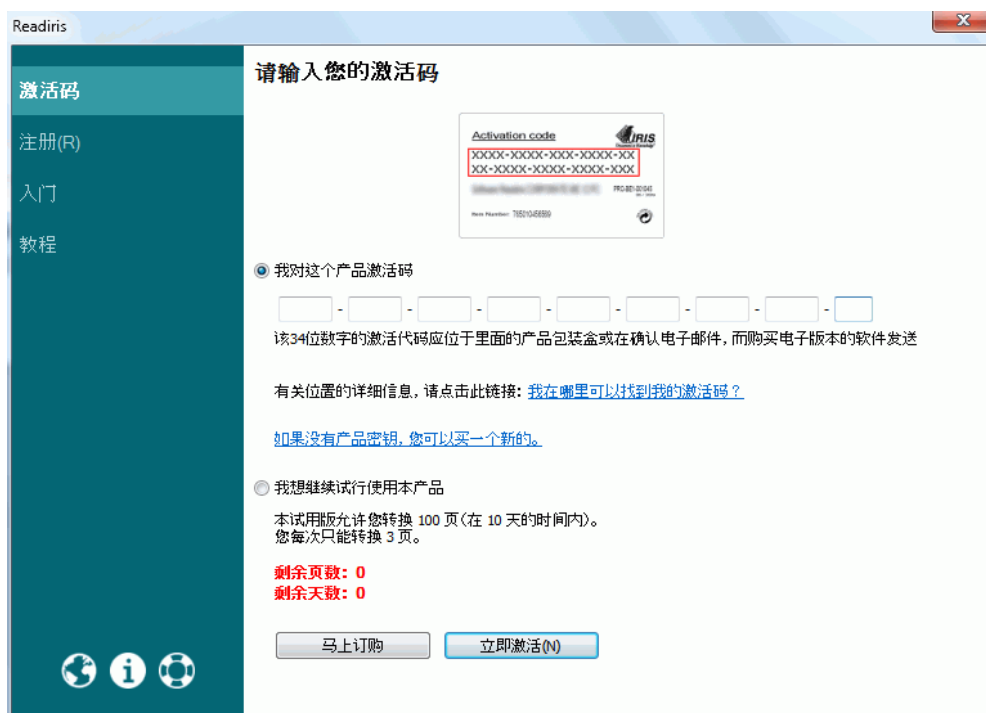 Readiris
激活码
注册(R)
入门
教程
请输入您的激活码
Activation code
IRIS
XXXX-XXXX-XXX-XXXX-XX
XX-XXXX-XXXX-XXXX-XXX
Item Number: 765010456569
我对这个产品激活码
- - - - - - - -
该34位数字的激活代码应位于里面的产品包装盒或在确认电子邮件,而购买电子版本的软件发送
有关位置的详细信息, 请点击此链接: 我在哪里可以找到我的激活码?
如果没有产品密钥, 您可以买一个新的。
我想继续试行使用本产品
本试用版允许您转换 100 页(在 10 天的时间内)。
您每次只能转换 3 页。
剩余页数: 0
剩余天数: 0
马上订购
立即激活(N)